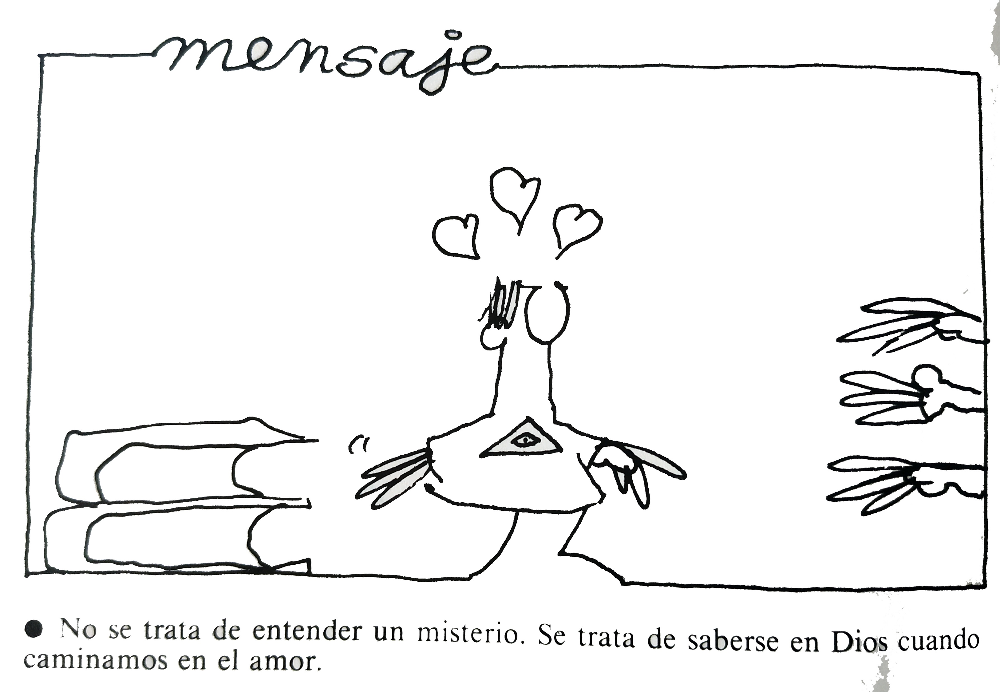 mensaje
● No se trata de entender un misterio. Se trata de saberse en Dios cuando
caminamos en el amor.